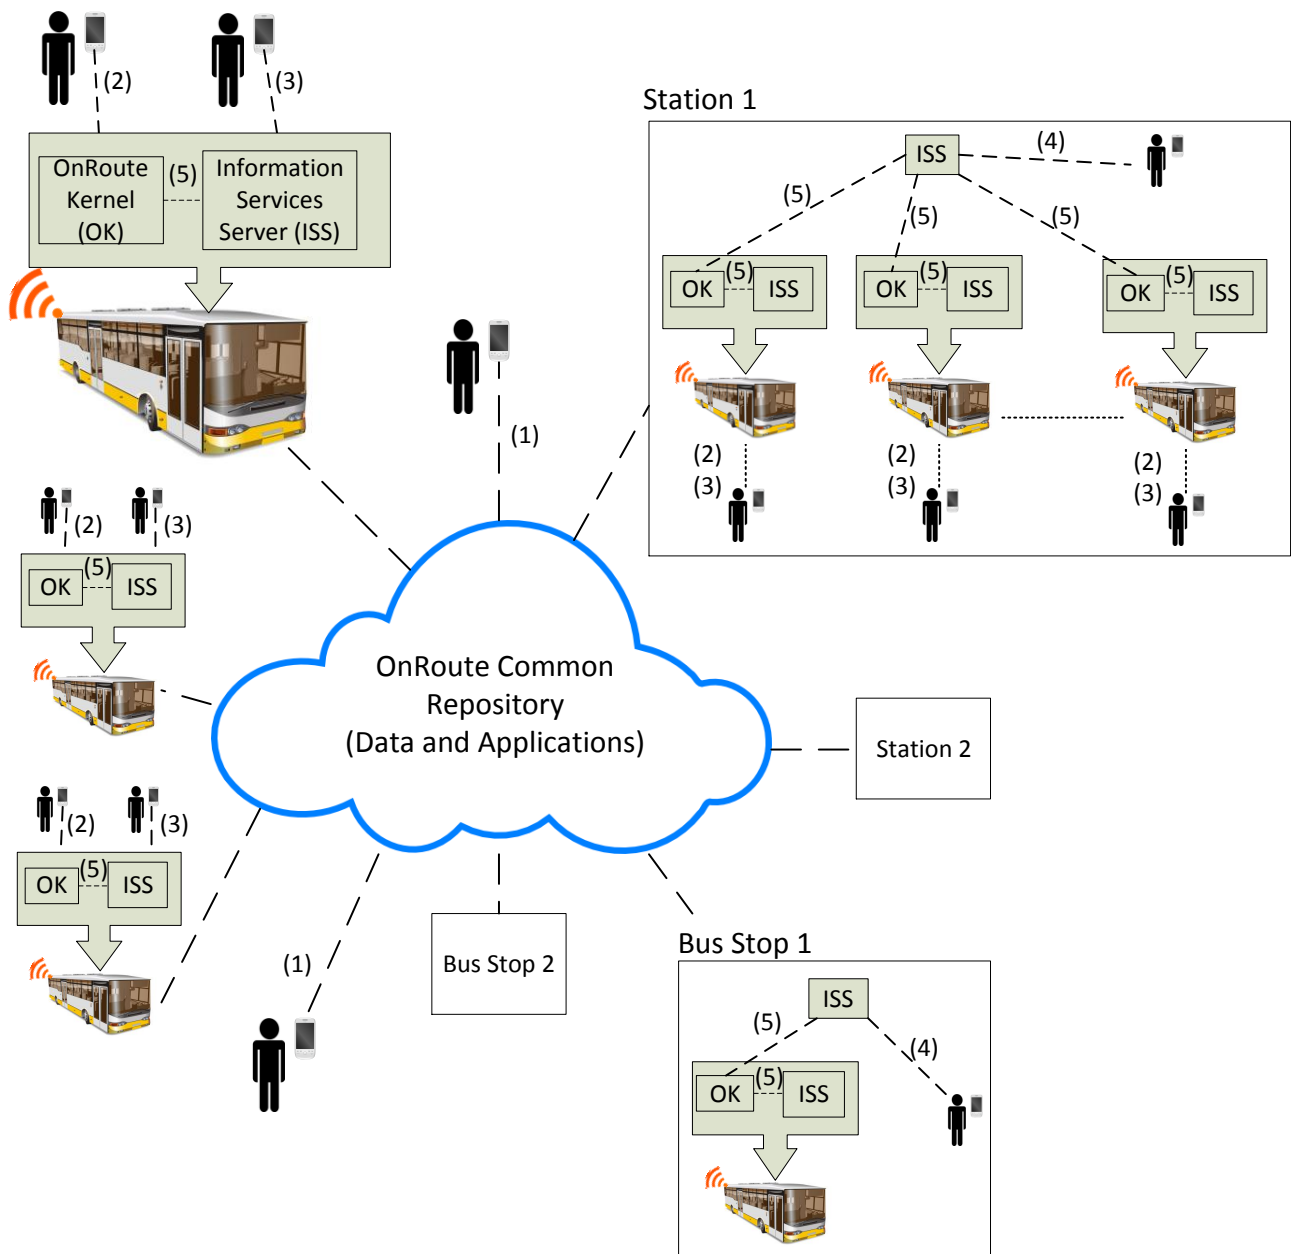 (2)
(3)
OnRoute
Kernel
(OK)
(5)
Information
Services
Server (ISS)
Station 1
ISS
(4)
(5)
(5)
(5)
OK
(5)
ISS
OK
(5)
ISS
OK
(5)
ISS
(2)
(3)
(2)
(3)
(2)
(3)
(1)
(2)
(3)
OK
(5)
ISS
OnRoute Common
Repository
(Data and Applications)
Station 2
(2)
(3)
OK
(5)
ISS
(1)
Bus Stop 2
Bus Stop 1
ISS
(5)
(4)
OK
(5)
ISS